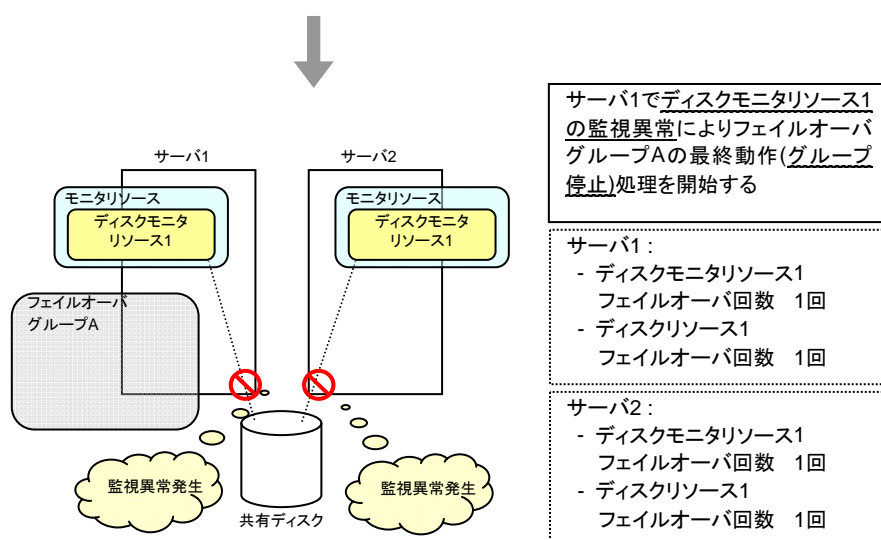 サーバ1
サーバ2
モニタリソース
ディスクモニタ
リソース1
モニタリソース
ディスクモニタ
リソース1
フェイルオーバ
グループA
監視異常発生
監視異常発生
共有ディスク
サーバ1でディスクモニタリソース1
の監視異常によりフェイルオーバ
グループAの最終動作(グループ
停止)処理を開始する
サーバ1 :
- ディスクモニタリソース1
フェイルオーバ回数 1回
- ディスクリソース1
フェイルオーバ回数 1回
サーバ2 :
- ディスクモニタリソース1
フェイルオーバ回数 1回
- ディスクリソース1
フェイルオーバ回数 1回